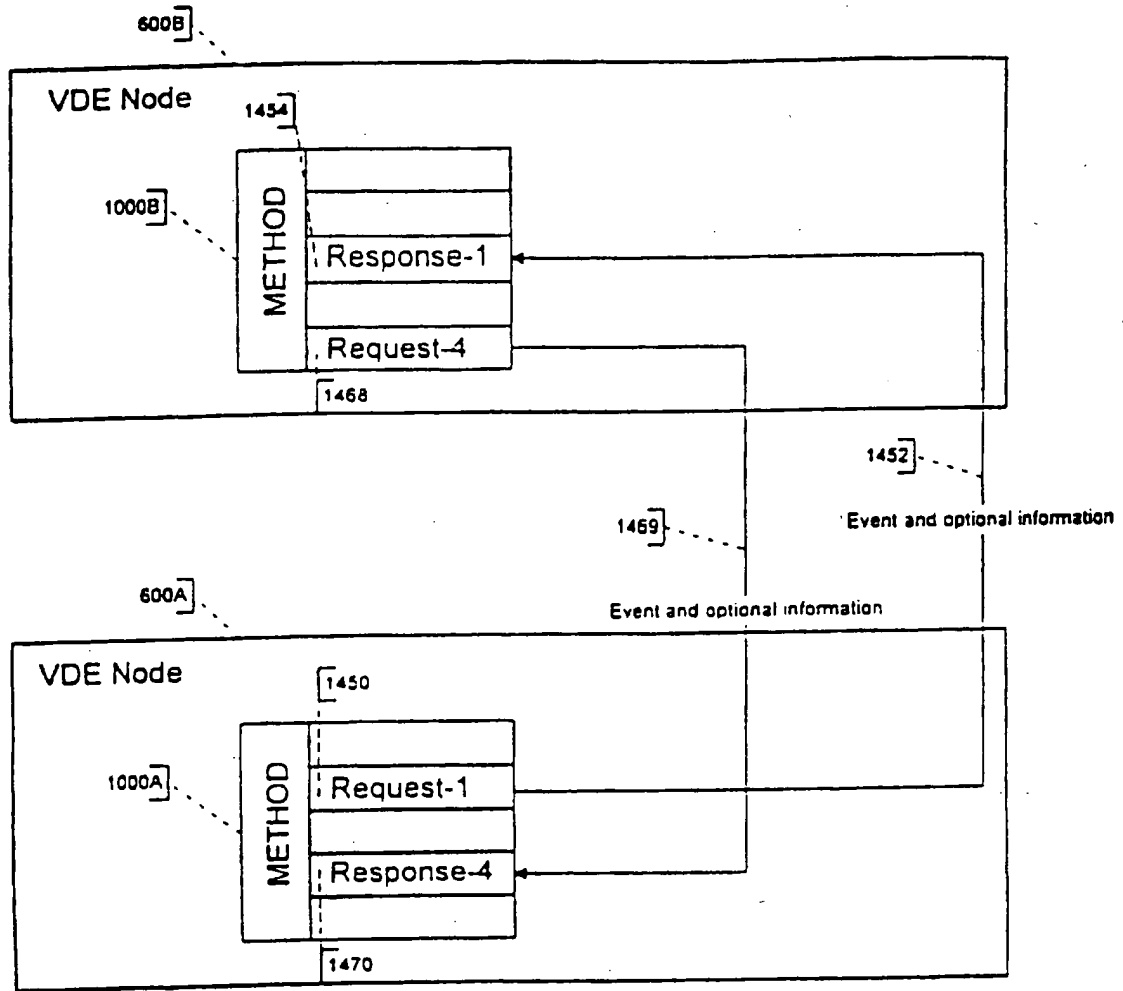 600B
VDE Node
1454
1000B
METHOD
Response-1
Request-4
1468
1452
Event and optional information
1469
600A
Event and optional information
VDE Node
1450
1000A
METHOD
Request-1
Response-4
1470